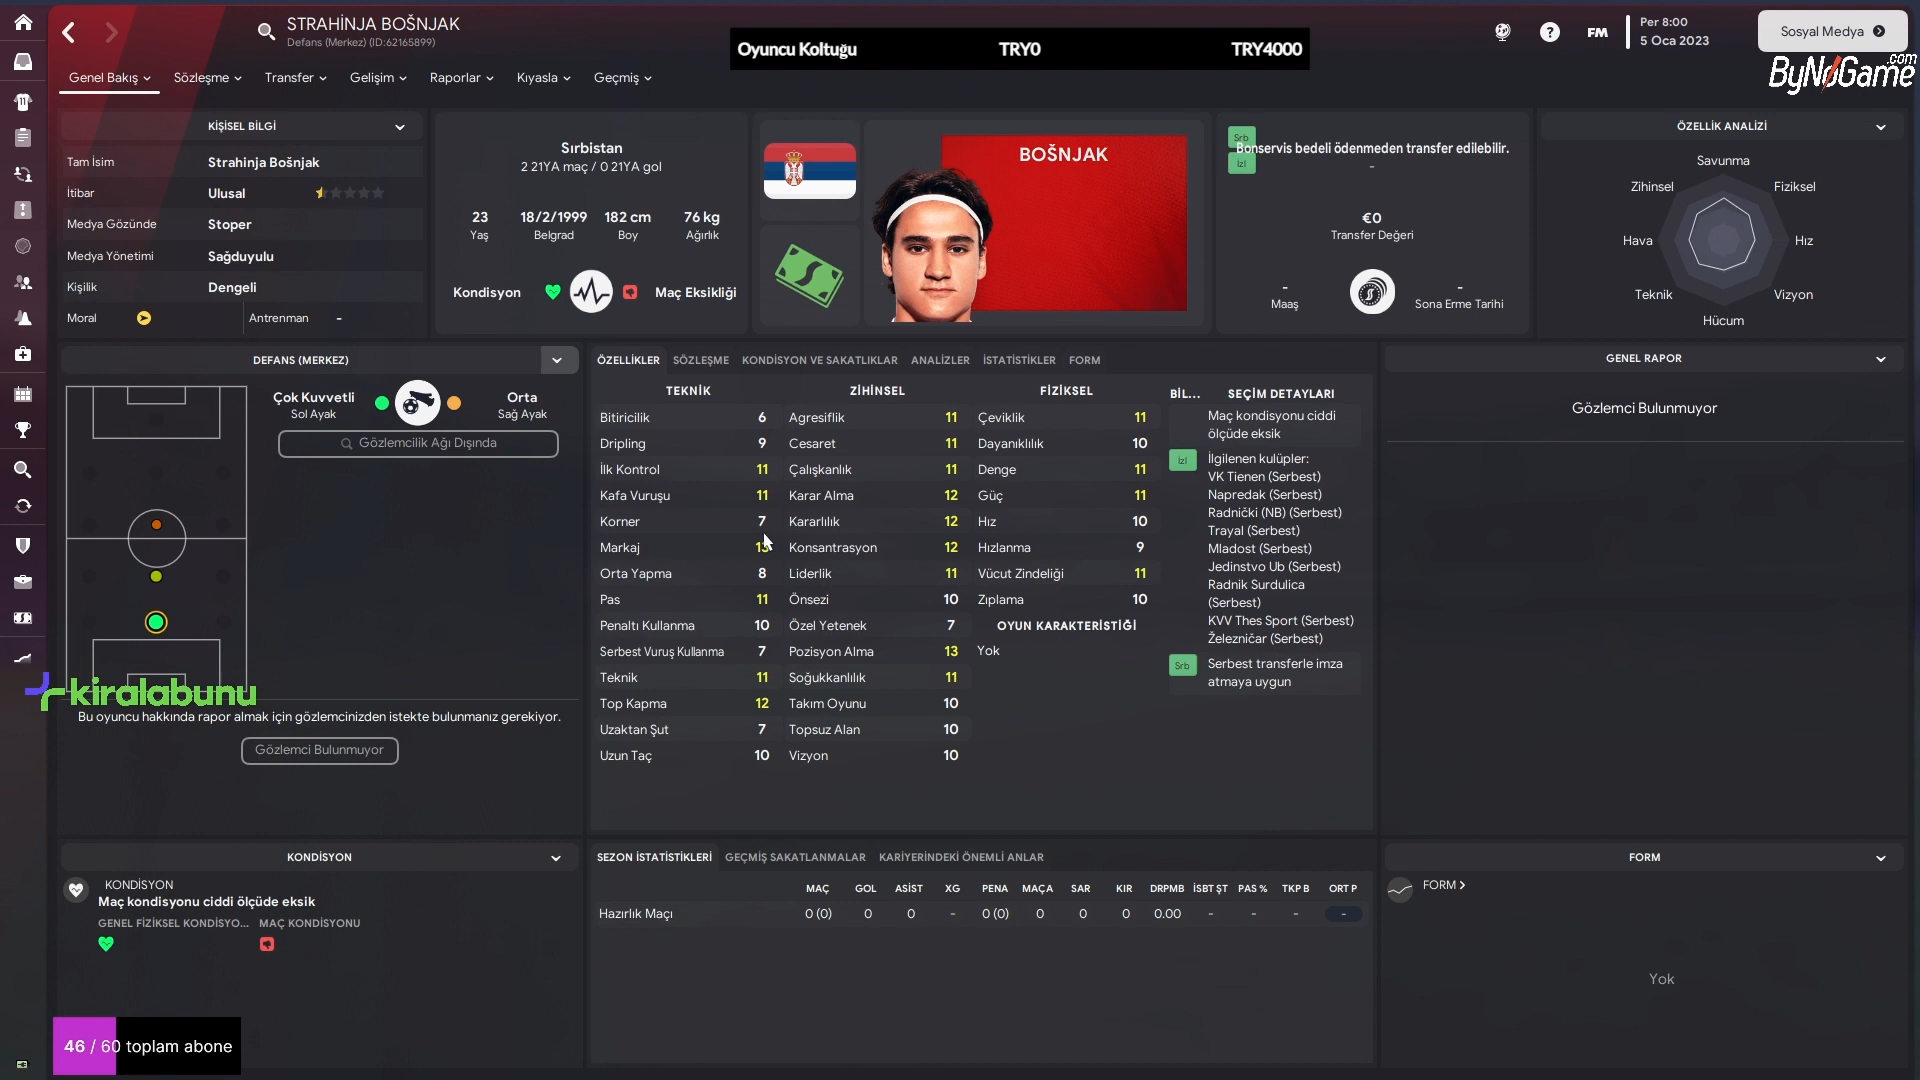 STRAHİNJA BOŠNJAK
Defans (Merkez) (ID:62165899)
Oyuncu Koltuğu TRY0 TRY4000
FM
Per 8:00
5 Oca 2023
Sosyal Medya
ByNoGame.com
Genel Bakış Sözleşme Transfer Gelişim Raporlar Kıyasla Geçmiş
KİŞİSEL BİLGİ
Tam İsim Strahinja Bošnjak
İtibar Ulusal
Medya Gözünde Stoper
Medya Yönetimi Sağduyulu
Kişilik Dengeli
Moral Antrenman -
Sırbistan
2 21YA maç / 0 21YA gol
23 18/2/1999 182 cm 76 kg
Yaş Belgrad Boy Ağırlık
Kondisyon Maç Eksikliği
BOŠNJAK
Srb
Bonservis bedeli ödenmeden transfer edilebilir.
İzl
-
€0
Transfer Değeri
- -
Maaş Sona Erme Tarihi
ÖZELLİK ANALİZİ
Savunma
Zihinsel Fiziksel
Hava Hız
Teknik Vizyon
Hücum
DEFANS (MERKEZ)
Çok Kuvvetli Orta
Sol Ayak Sağ Ayak
Gözlemcilik Ağı Dışında
kiralabunu
Bu oyuncu hakkında rapor almak için gözlemcinizden istekte bulunmanız gerekiyor.
Gözlemci Bulunmuyor
ÖZELLİKLER SÖZLEŞME KONDİSYON VE SAKATLIKLAR ANALİZLER İSTATİSTİKLER FORM
TEKNİK ZİHİNSEL FİZİKSEL
Bitiricilik 6 Agresiflik 11 Çeviklik 11
Dripling 9 Cesaret 11 Dayanıklılık 10
İlk Kontrol 11 Çalışkanlık 11 Denge 11
Kafa Vuruşu 11 Karar Alma 12 Güç 11
Korner 7 Kararlılık 12 Hız 10
Markaj 13 Konsantrasyon 12 Hızlanma 9
Orta Yapma 8 Liderlik 11 Vücut Zindeliği 11
Pas 11 Önsezi 10 Zıplama 10
Penaltı Kullanma 10 Özel Yetenek 7 OYUN KARAKTERİSTİĞİ
Serbest Vuruş Kullanma 7 Pozisyon Alma 13 Yok
Teknik 11 Soğukkanlılık 11
Top Kapma 12 Takım Oyunu 10
Uzaktan Şut 7 Topsuz Alan 10
Uzun Taç 10 Vizyon 10
BİL... SEÇİM DETAYLARI
Maç kondisyonu ciddi
ölçüde eksik
İzl İlgilenen kulüpler:
VK Tienen (Serbest)
Napredak (Serbest)
Radnički (NB) (Serbest)
Trayal (Serbest)
Mladost (Serbest)
Jedinstvo Ub (Serbest)
Radnik Surdulica
(Serbest)
KVV Thes Sport (Serbest)
Železničar (Serbest)
Srb Serbest transferle imza
atmaya uygun
GENEL RAPOR
Gözlemci Bulunmuyor
KONDİSYON
KONDİSYON
Maç kondisyonu ciddi ölçüde eksik
GENEL FİZİKSEL KONDİSYO... MAÇ KONDİSYONU
SEZON İSTATİSTİKLERİ GEÇMİŞ SAKATLANMALAR KARİYERİNDEKİ ÖNEMLİ ANLAR
MAÇ GOL ASİST XG PENA MAÇA SAR KIR DRPMB İSBT ŞT PAS % TKP B ORT P
Hazırlık Maçı 0 (0) 0 0 - 0 (0) 0 0 0 0.00 - - - -
FORM
FORM
Yok
46 / 60 toplam abone